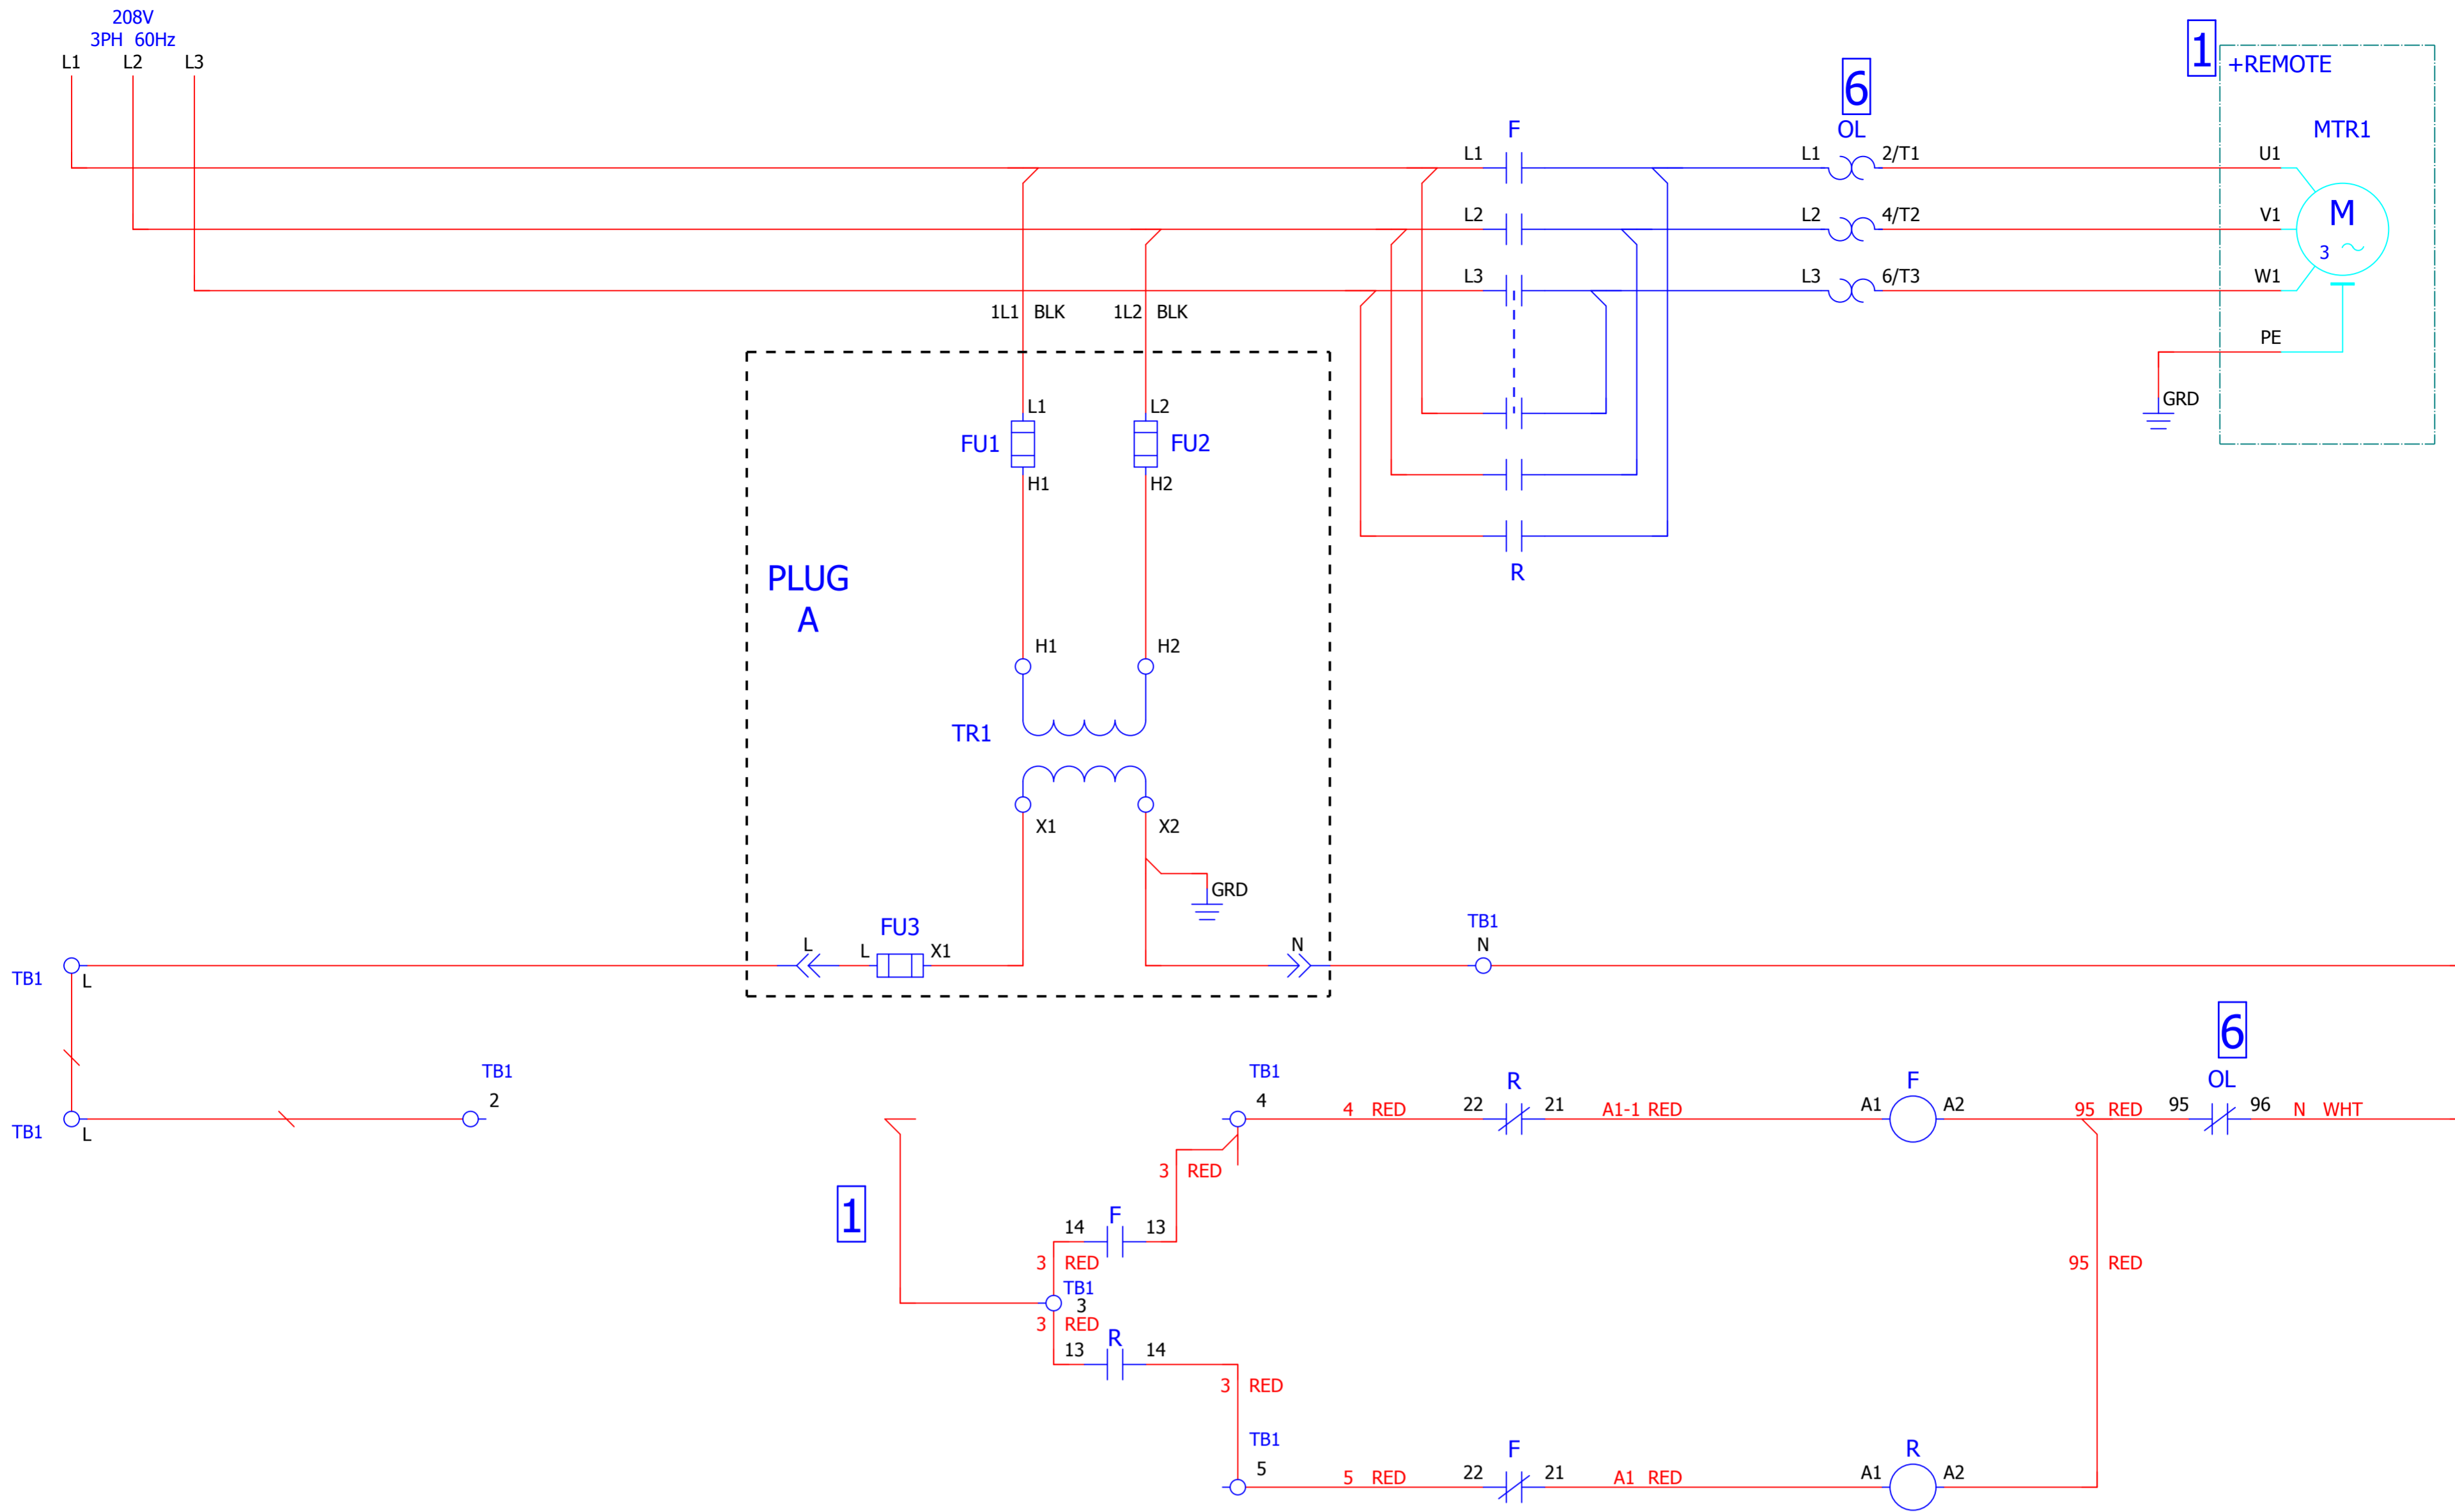 208V
3PH 60Hz
L1 L2 L3
1
+REMOTE
6
OL
F
MTR1
L1 L1 2/T1 U1
L2 L2 4/T2 V1
M
3
L3 L3 6/T3 W1
1L1 BLK 1L2 BLK
PE
GRD
L1 L2
FU1 FU2
H1 H2
R
PLUG
A
H1 H2
TR1
X1 X2
GRD
FU3
TB1
L L X1 N N
TB1 L
6
TB1 TB1 R F OL
2 4 4 RED 22 21 A1-1 RED A1 A2 95 RED 95 96 N WHT
TB1 L
3 RED
1
F
14 13
3 RED 95 RED
TB1
3
3 RED
R
13 14
3 RED
TB1 F R
5 5 RED 22 21 A1 RED A1 A2